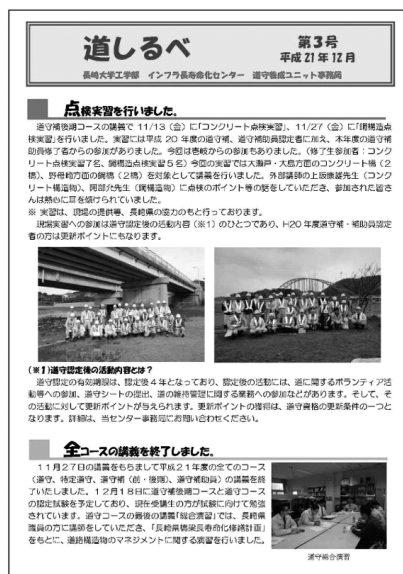 道しるべ
第3号
平成21年12月
長崎大学工学部 インフラ長寿命化センター 道守養成ユニット事務局
点検実習を行いました。
道守補後期コースの講義で 11/13（金）に「コンクリート点検実習」、11/27（金）に「鋼構造点
検実習」を行いました。実習には平成 20 年度の道守補、道守補助員認定者に加え、本年度の道守補
助員修了者からの参加がありました。今回は壱岐からの参加もありました。（修了生参加者：コンク
リート点検実習７名、鋼構造点検実習５名）今回の実習では大瀬戸・大島方面のコンクリート橋（２
橋）、野母崎方面の鋼橋（２橋）を対象として講義を行いました。外部講師の上阪康雄先生（コンク
リート構造物）、阿部允先生（鋼構造物）に点検のポイント等の話をしていただき、参加された皆さ
んは熱心に耳を傾けられていました。
※ 実習は、現場の提供等、長崎県の協力のもと行っております。
現場実習への参加は道守認定後の活動内容（※1）のひとつであり、H20 年度道守補・補助員認定
者の方は更新ポイントにもなります。
(※1)道守認定後の活動内容とは？
道守認定の有効期限は、認定後４年となっており、認定後の活動には、道に関するボランティア活
動等への参加、道守シートの提出、道の維持管理に関する業務への参加などがあります。そして、そ
の活動に対して更新ポイントが与えられます。更新ポイントの獲得は、道守資格の更新条件の一つと
なります。詳細は、当センター事務局にお問い合わせください。
全コースの講義を終了しました。
１１月２７日の講義をもちまして平成２１年度の全てのコース
（道守、特定道守、道守補（前・後期）、道守補助員）の講義を終
了いたしました。１２月１８日に道守補後期コースと道守コース
の認定試験を予定しており、現在受講生の方が試験に向けて勉強
されています。道守コースの最後の講義「総合演習」では、長崎県
職員の方に講師をしていただき、「長崎県橋梁長寿命化修繕計画」
をもとに、道路構造物のマネジメントに関する演習を行いました。
道守総合演習